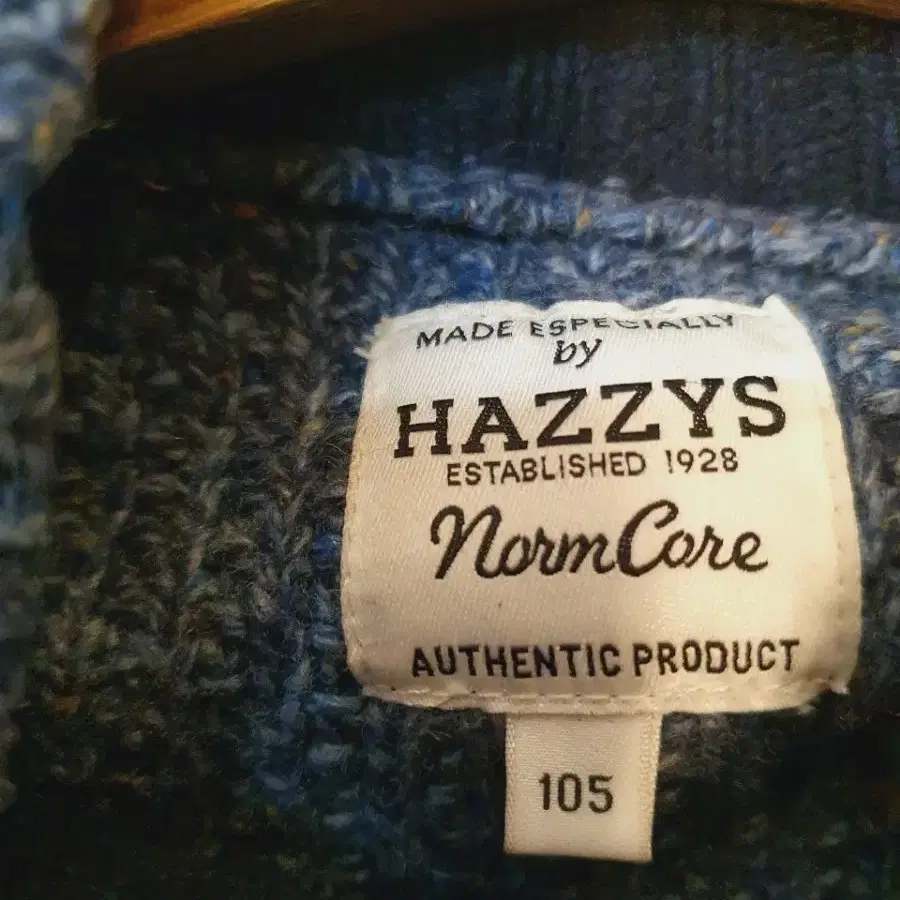 MADE ESPECIALLY
by
HAZZYS
ESTABLISHED 1928
NormCore
AUTHENTIC PRODUCT
105